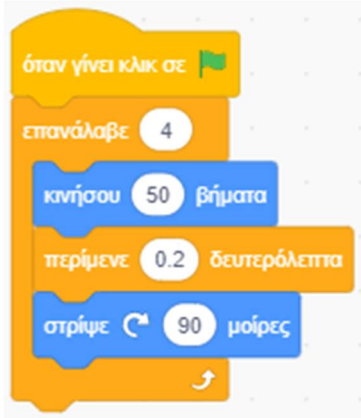 όταν γίνει κλικ σε
επανάλαβε 4
κινήσου 50 βήματα
περίμενε 0.2 δευτερόλεπτα
στρίψε 90 μοίρες